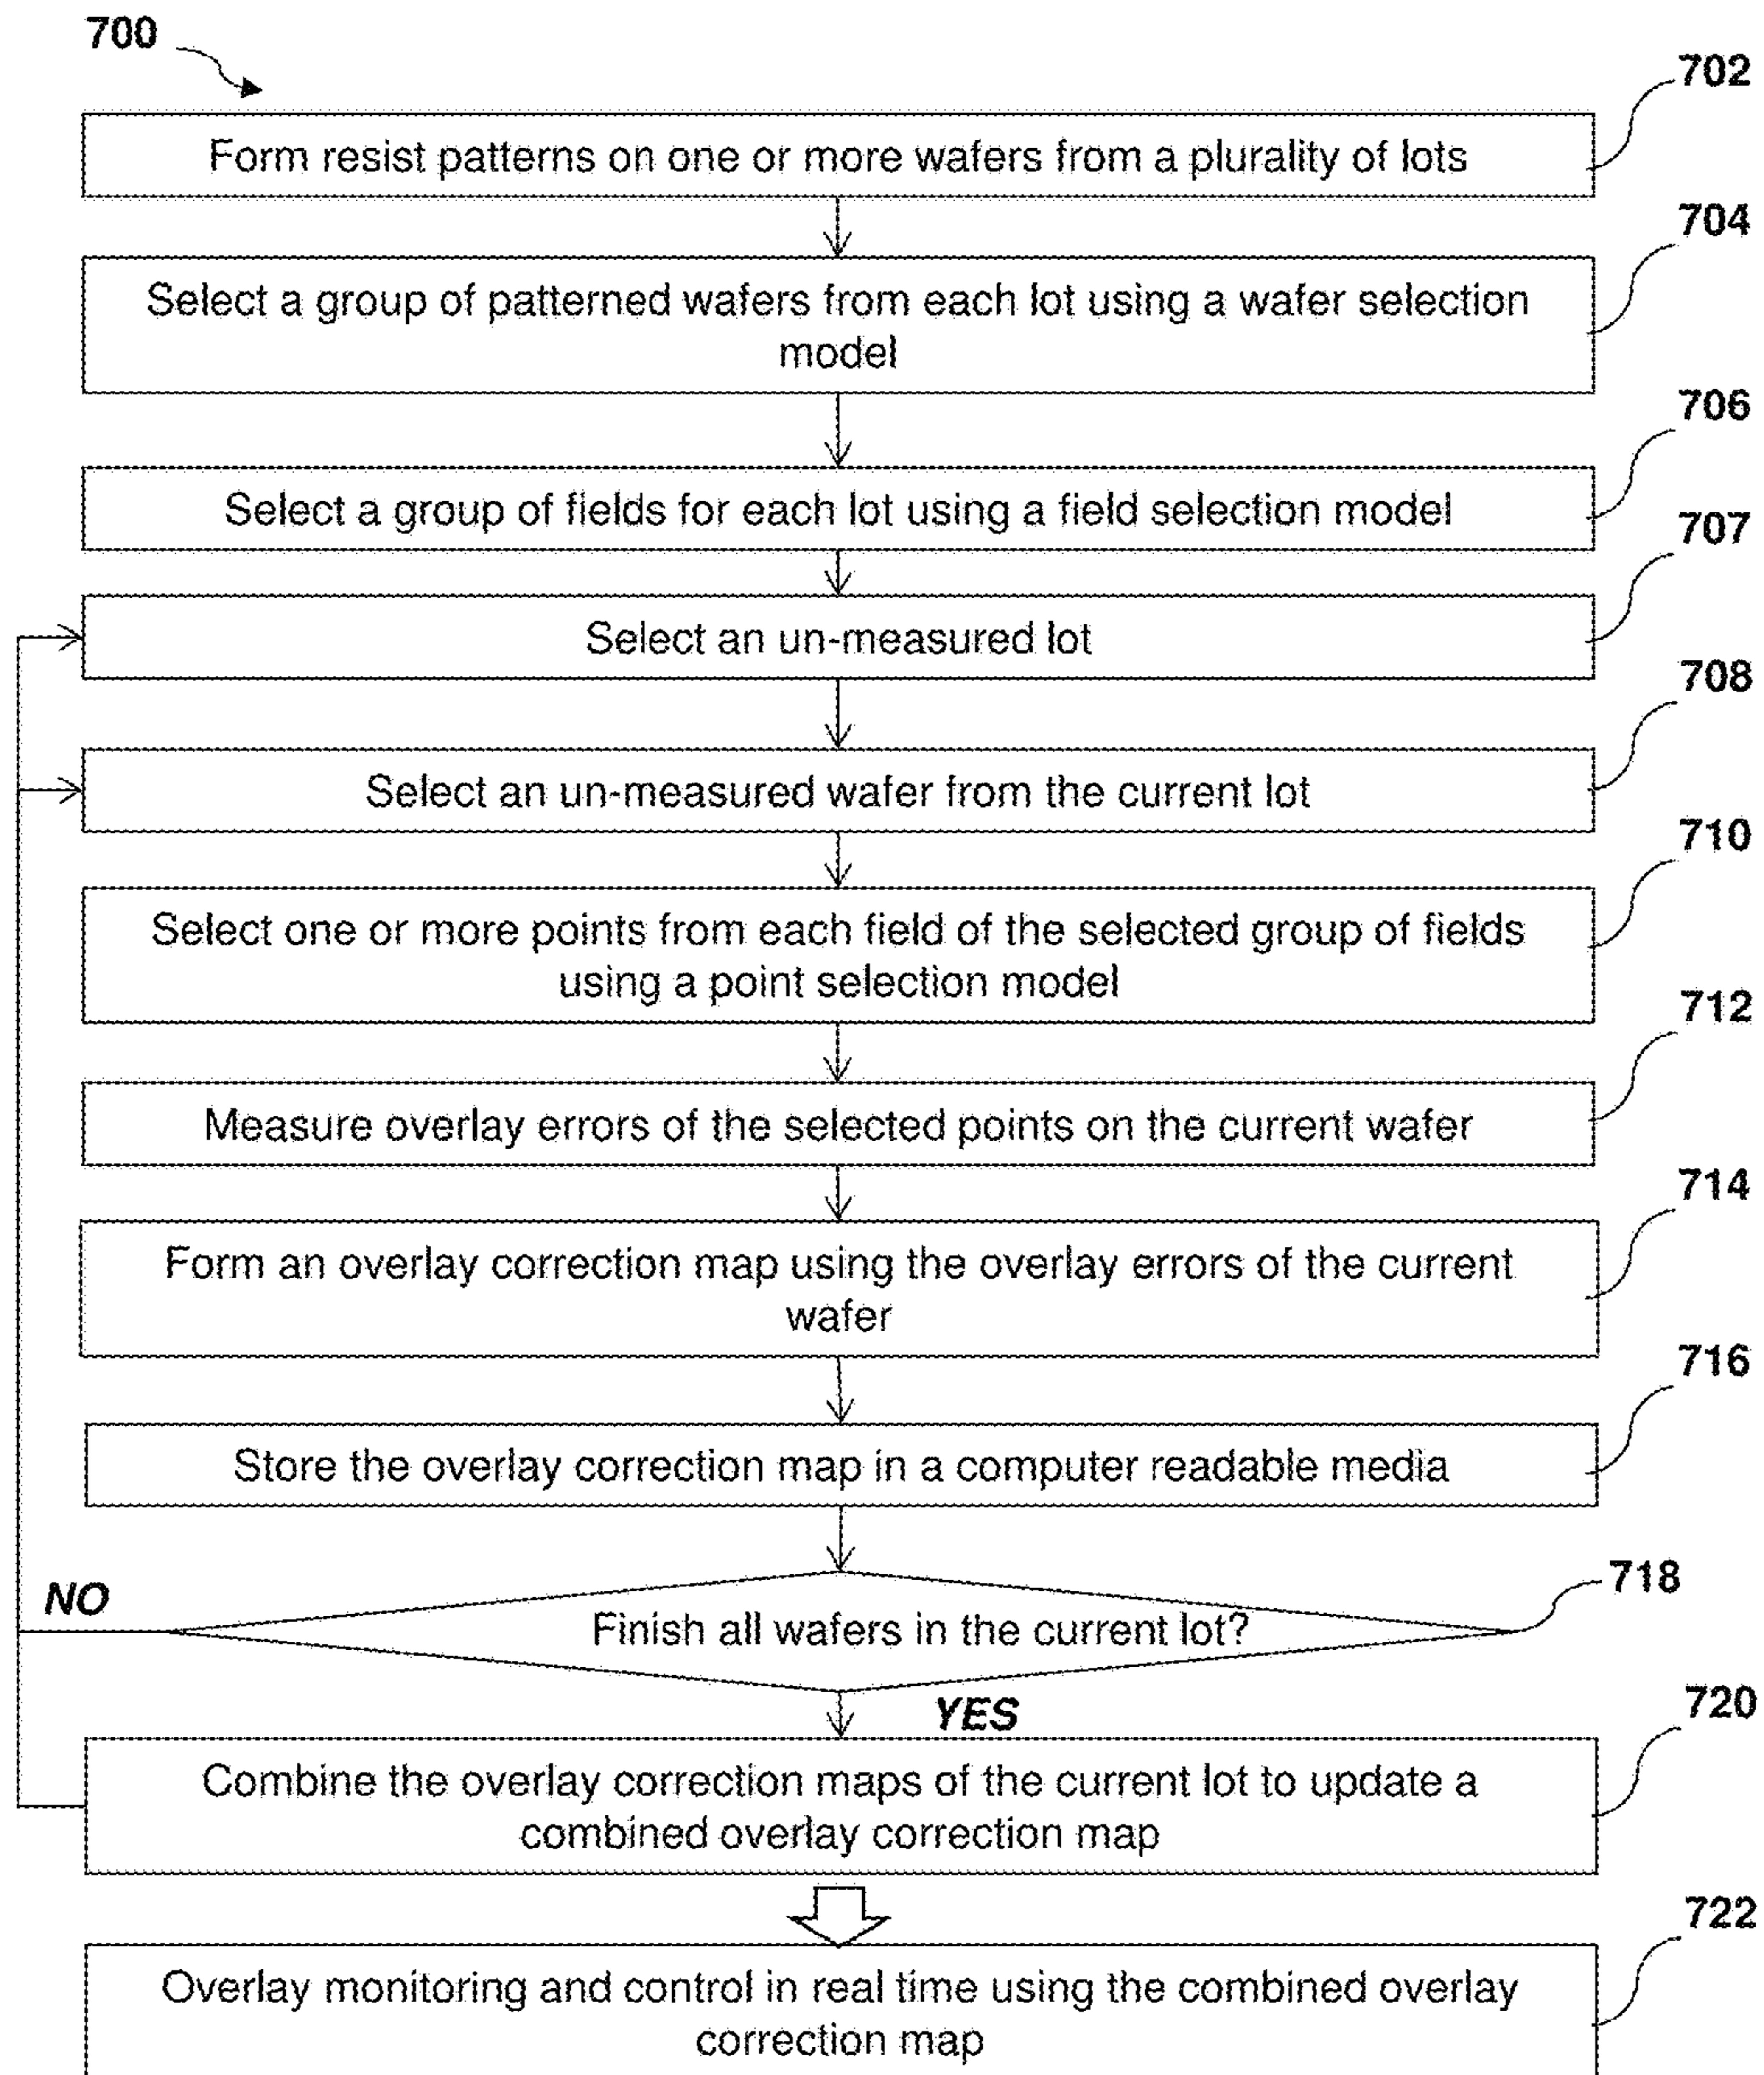 700
702
Form resist patterns on one or more wafers from a plurality of lots
704
Select a group of patterned wafers from each lot using a wafer selection
model
706
Select a group of fields for each lot using a field selection model
707
Select an un-measured lot
708
Select an un-measured wafer from the current lot
710
Select one or more points from each field of the selected group of fields
using a point selection model
712
Measure overlay errors of the selected points on the current wafer
714
Form an overlay correction map using the overlay errors of the current
wafer
716
Store the overlay correction map in a computer readable media
718
NO
Finish all wafers in the current lot?
YES
720
Combine the overlay correction maps of the current lot to update a
combined overlay correction map
722
Overlay monitoring and control in real time using the combined overlay
correction map